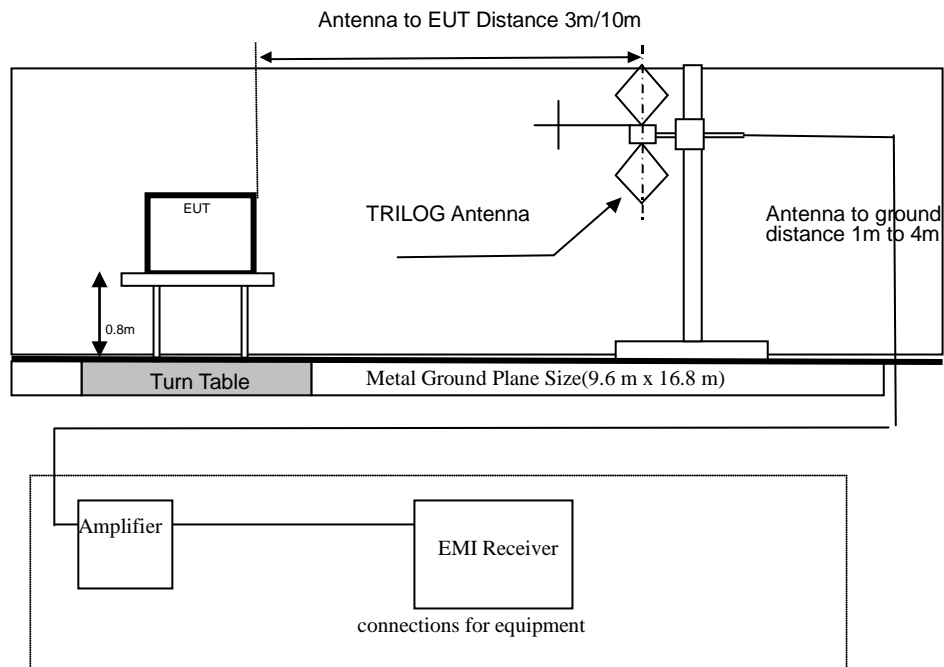 Antenna to EUT Distance 3m/10m
EUT
TRILOG Antenna
Antenna to ground
distance 1m to 4m
0.8m
Turn Table
Metal Ground Plane Size(9.6 m x 16.8 m)
Amplifier
EMI Receiver
connections for equipment